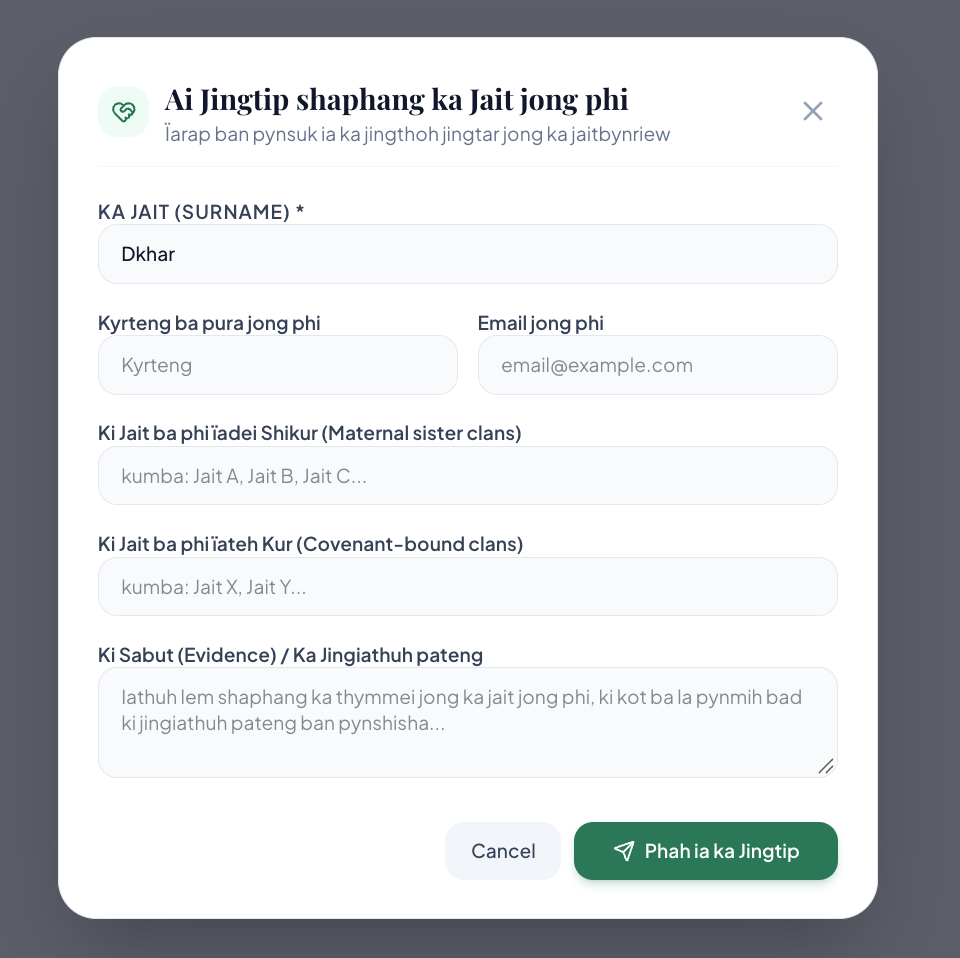 Ai Jingtip shaphang ka Jait jong phi
Ïarap ban pynsuk ia ka jingthoh jingtar jong ka jaitbynriew
KA JAIT (SURNAME) *
Dkhar
Kyrteng ba pura jong phi
Email jong phi
Kyrteng
email@example.com
Ki Jait ba phi ïadei Shikur (Maternal sister clans)
kumba: Jait A, Jait B, Jait C...
Ki Jait ba phi ïateh Kur (Covenant-bound clans)
kumba: Jait X, Jait Y...
Ki Sabut (Evidence) / Ka Jingiathuh pateng
Iathuh lem shaphang ka thymmei jong ka jait jong phi, ki kot ba la pynmih bad
ki jingiathuh pateng ban pynshisha...
Cancel
Phah ia ka Jingtip